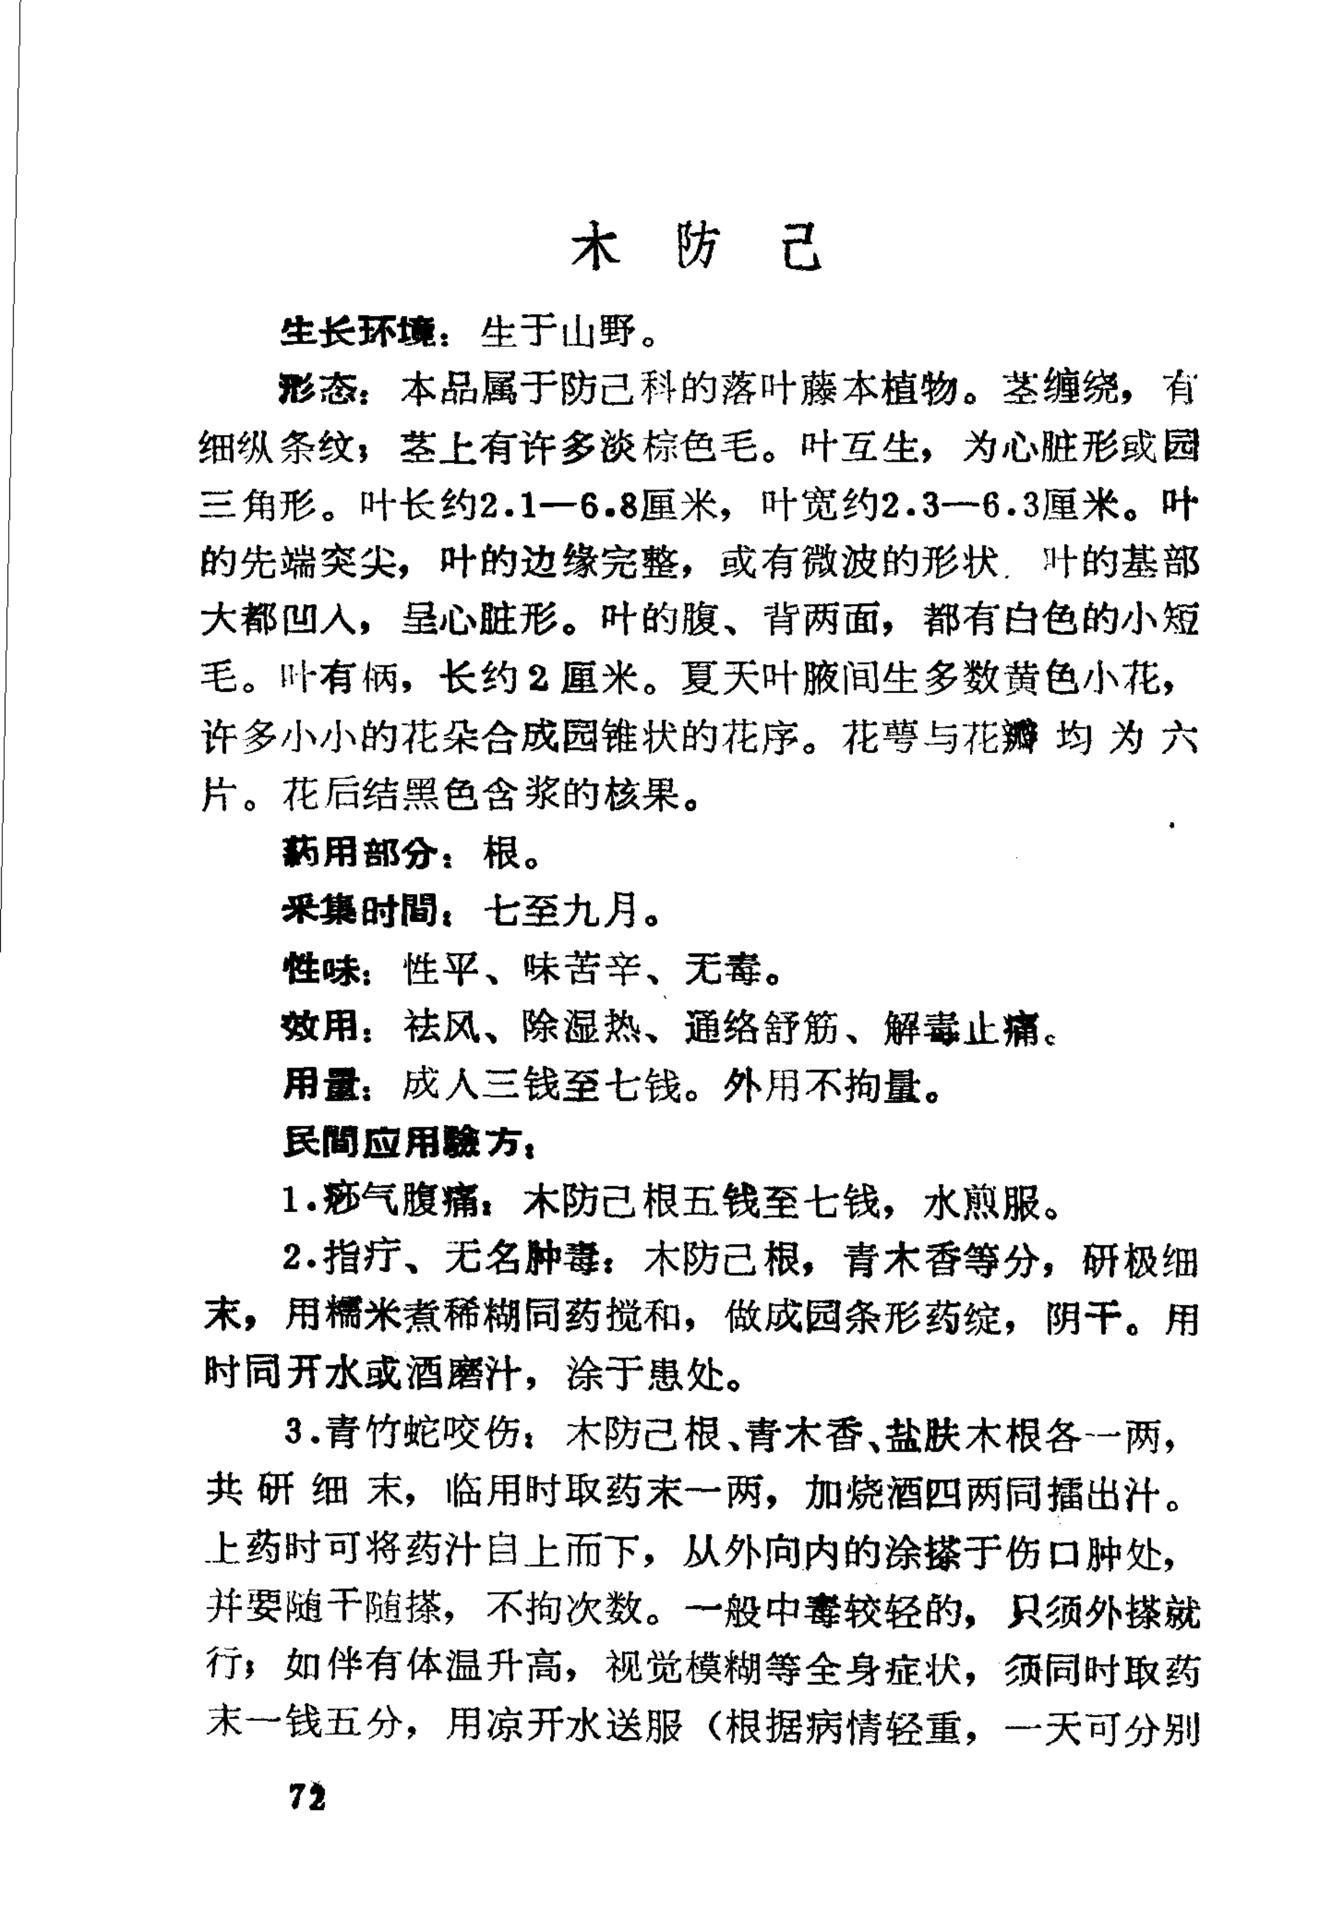 木防己
生长环境：生于山野。
形态：本品属于防己科的落叶藤本植物。茎缠绕，有
细纵条纹；茎上有许多淡棕色毛。叶互生，为心脏形或园
三角形。叶长约2.1—6.8厘米，叶宽约2.3—6.3厘米。叶
的先端突尖，叶的边缘完整，或有微波的形状．叶的基部
大都凹入，呈心脏形。叶的腹、背两面，都有白色的小短
毛。叶有柄，长约2厘米。夏天叶腋间生多数黄色小花，
许多小小的花朵合成园锥状的花序。花萼与花瓣均为六
片。花后结黑色含浆的核果。
药用部分：根。
采集时間：七至九月。
性味：性平、味苦辛、无毒。
效用：祛风、除湿热、通络舒筋、解毒止痛。
用量：成人三钱至七钱。外用不拘量。
民間应用驗方：
1.痧气腹痛：木防己根五钱至七钱，水煎服。
2.指疔、无名肿毒：木防己根，青木香等分，研极细
末，用糯米煮稀糊同药搅和，做成园条形药绽，阴干。用
时同开水或酒磨汁，涂于患处。
3.青竹蛇咬伤：木防己根、青木香、盐肤木根各一两，
共研细末，临用时取药末一两，加烧酒四两同擂出汁。
上药时可将药汁自上而下，从外向内的涂搽于伤口肿处，
并要随干随搽，不拘次数。一般中毒较轻的，只须外搽就
行；如伴有体温升高，视觉模糊等全身症状，须同时取药
末一钱五分，用凉开水送服（根据病情轻重，一天可分别
72